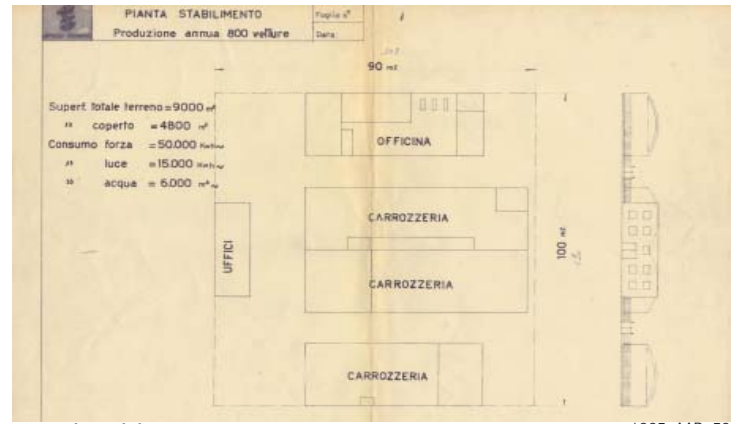 PIANTA STABILIMENTO
Produzione annua 800 vetture
Foglio n°
Data:
90 mt.
Superf. totale terreno = 9000 m²
" coperto = 4800 m²
Consumo forza = 50.000 Kwh
" luce = 15.000 Kwh
" acqua = 6.000 m³
OFFICINA
CARROZZERIA
UFFICI
100 mt.
CARROZZERIA
CARROZZERIA